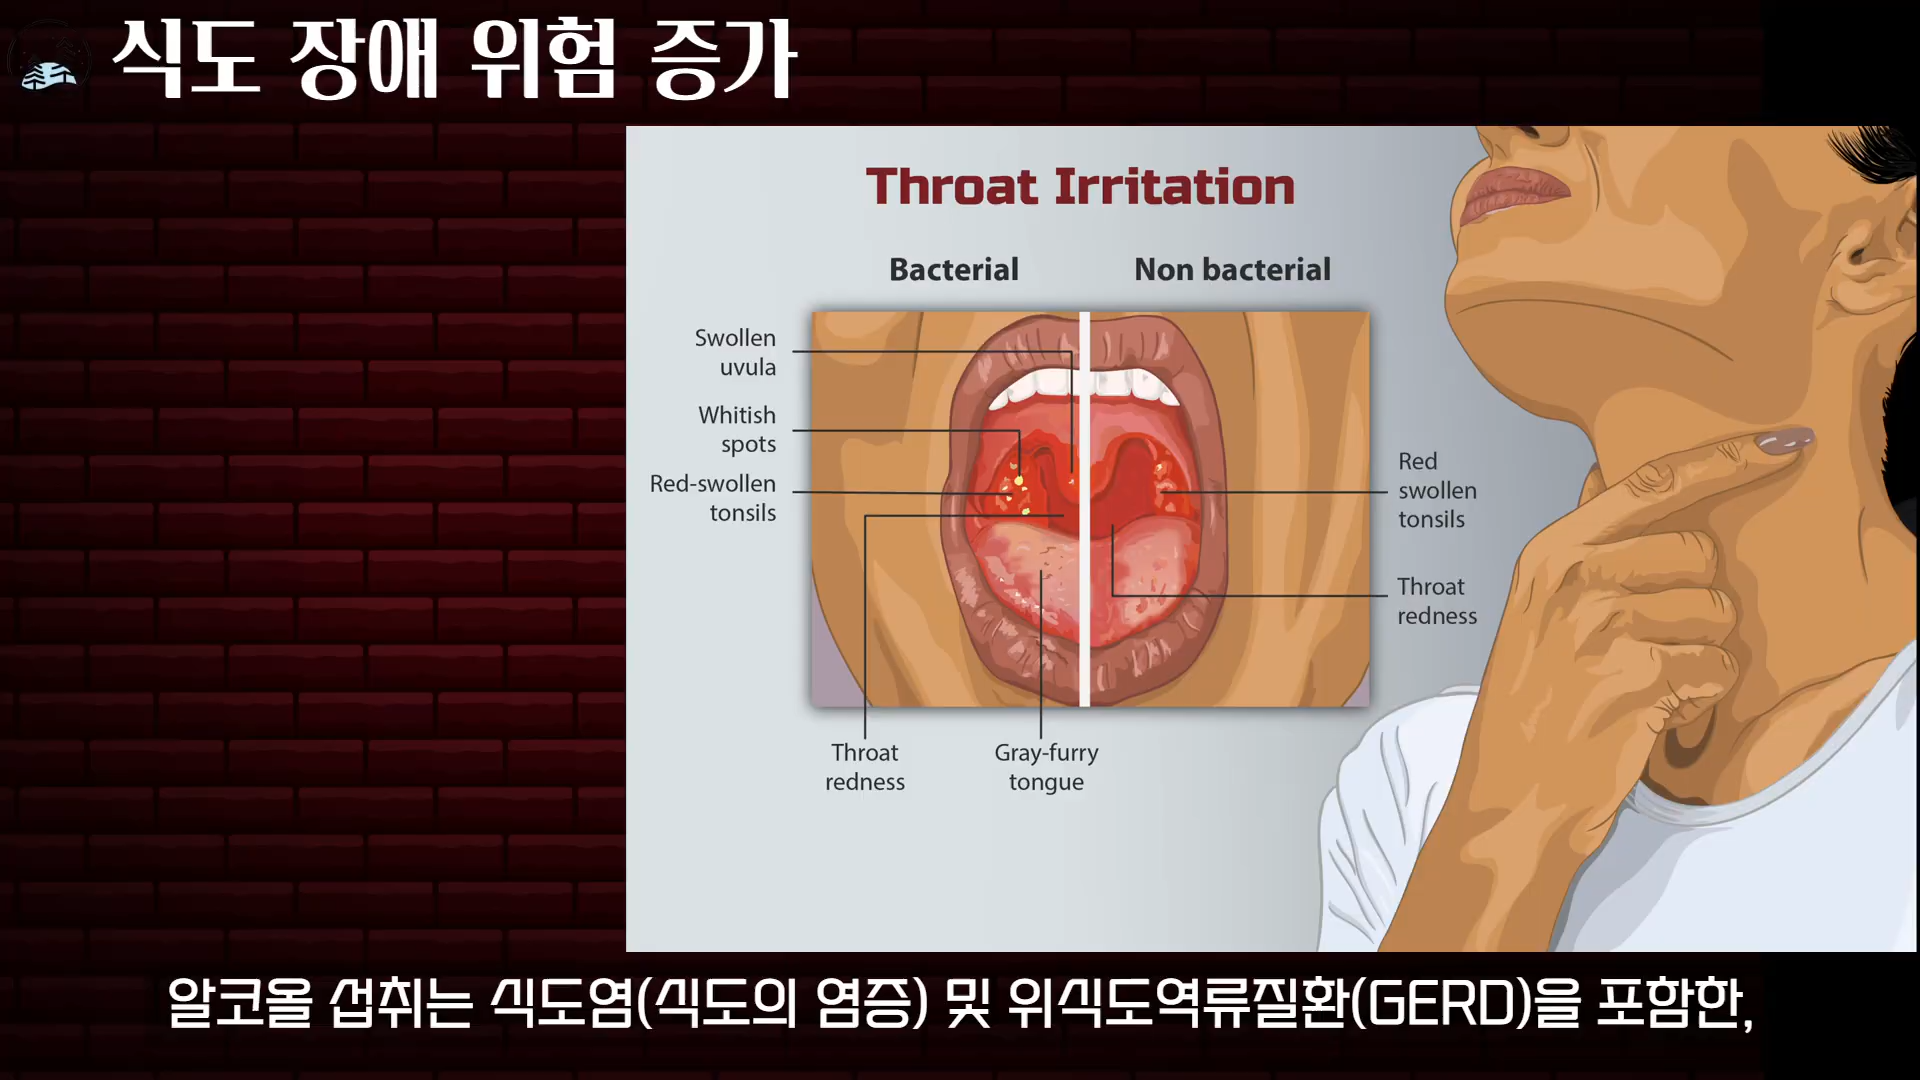 식도 장애 위험 증가
Throat Irritation
Bacterial
Non bacterial
Swollen
uvula
Whitish
spots
Red-swollen
tonsils
Red
swollen
tonsils
Throat
redness
Throat
redness
Gray-furry
tongue
알코올 섭취는 식도염(식도의 염증) 및 위식도역류질환(GERD)을 포함한,